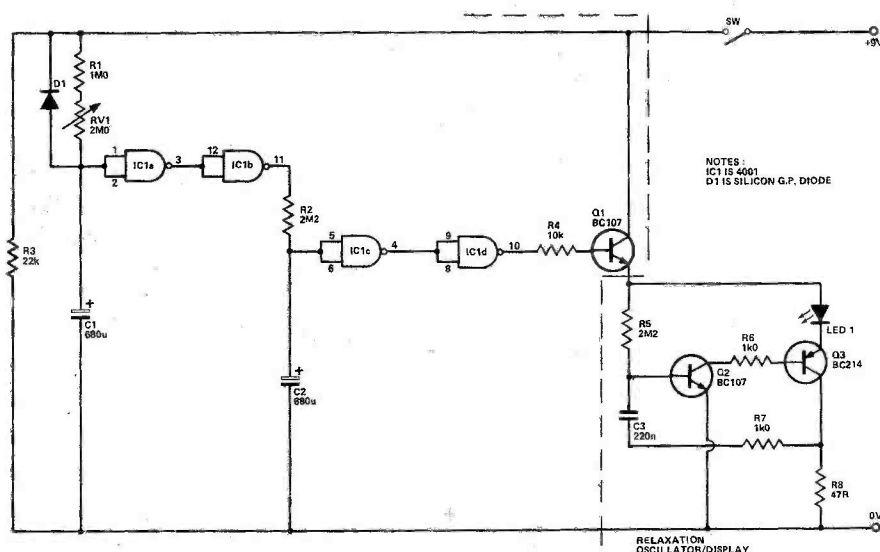 SW
+9V
R1
1M0
D1
RV1
2M0
1
2
IC1a
3
12
IC1b
11
NOTES :
IC1 IS 4001
D1 IS SILICON G.P. DIODE
R2
2M2
R3
22k
5
6
IC1c
4
9
8
IC1d
10
R4
10k
Q1
BC107
+
C1
680u
+
C2
680u
R5
2M2
LED 1
R6
1k0
Q2
BC107
Q3
BC214
C3
220n
R7
1k0
R8
47R
0V
RELAXATION
OSCILLATOR/DISPLAY